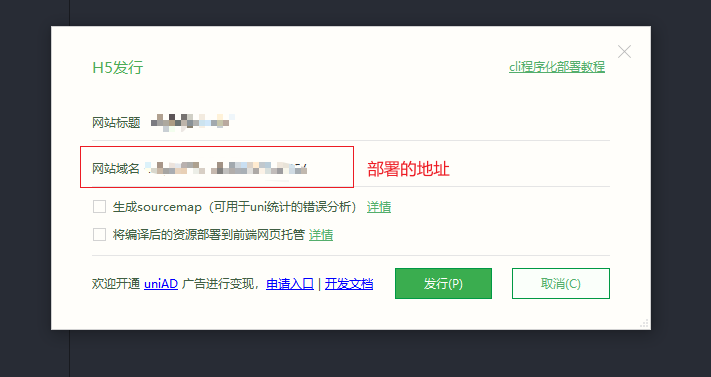 H5发行 cli程序化部署教程
网站标题
网站域名 部署的地址
生成sourcemap（可用于uni统计的错误分析） 详情
将编译后的资源部署到前端网页托管 详情
欢迎开通 uniAD 广告进行变现，申请入口 | 开发文档 发行(P) 取消(C)